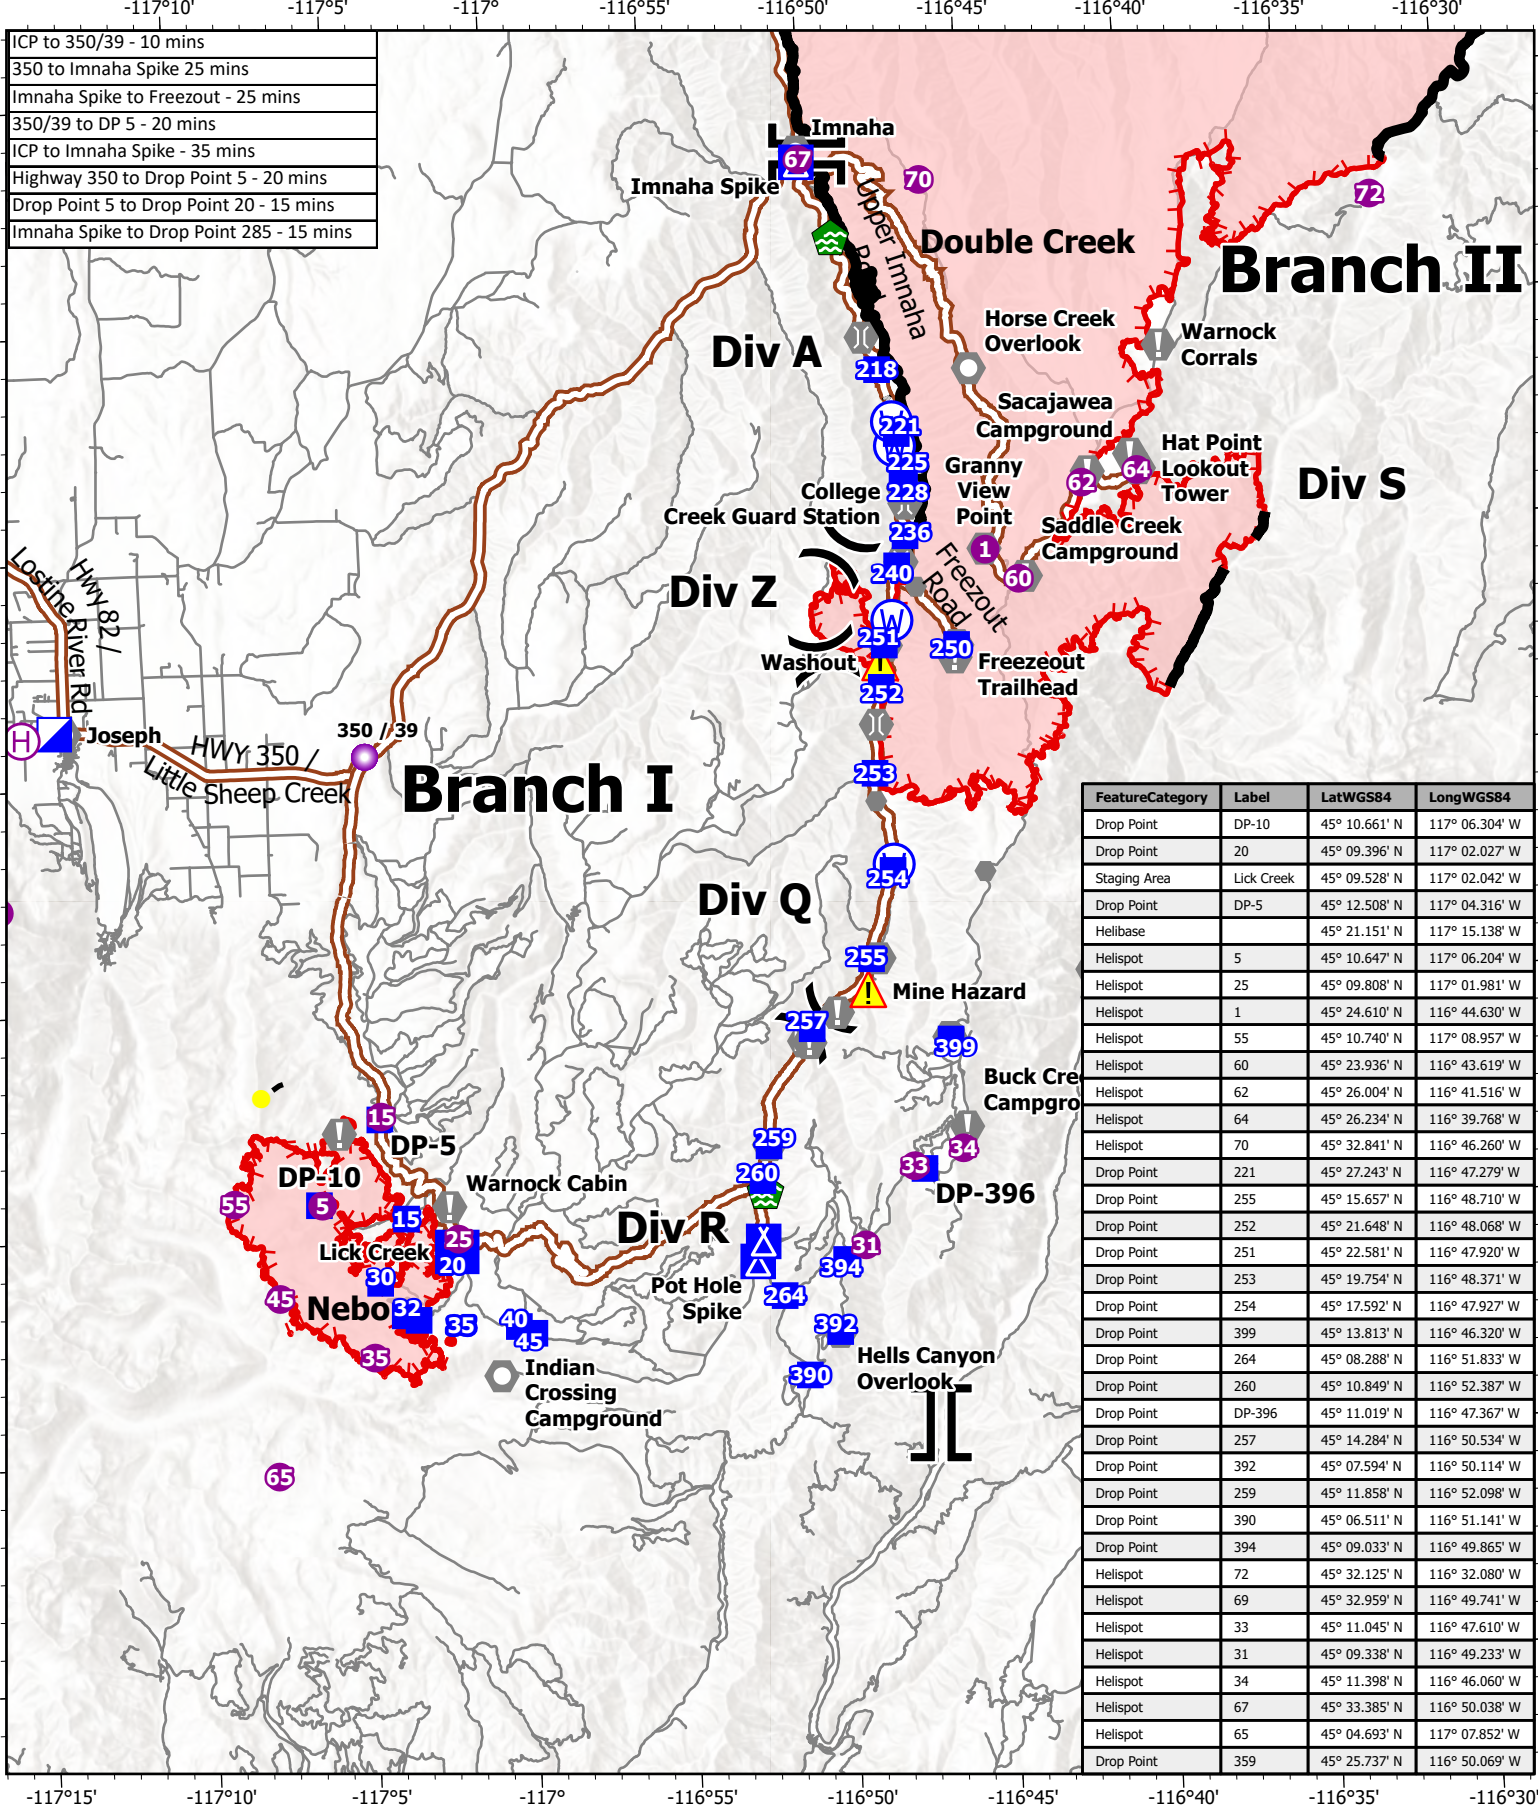 -117°10' -117°5' -117° -116°55' -116°50' -116°45' -116°40' -116°35' -116°30'
ICP to 350/39 - 10 mins
350 to Imnaha Spike 25 mins
Imnaha Spike to Freezout - 25 mins
350/39 to DP 5 - 20 mins
ICP to Imnaha Spike - 35 mins
Highway 350 to Drop Point 5 - 20 mins
Drop Point 5 to Drop Point 20 - 15 mins
Imnaha Spike to Drop Point 285 - 15 mins
Imnaha
67
Imnaha Spike
70
72
Upper Imnaha
Double Creek
Branch II
Horse Creek
Overlook
Warnock
Corrals
Div A
218
Sacajawea
Campground
221
W
225
228
Granny
View
Point
Hat Point
Lookout
Tower
62
64
Div S
College
Creek Guard Station
236
240
1
60
Saddle Creek
Campground
Freezout
Road
Div Z
W
251
250
Freezeout
Trailhead
Washout
!
252
Lostine River Rd
Hwy 82 /
H
Joseph
350 / 39
HWY 350 /
Little Sheep Creek
Branch I
253
254
Div Q
255
!
Mine Hazard
257
399
Buck Cre
Campgro
15
DP-5
259
34
33
DP-396
DP-10
55
5
15
Warnock Cabin
260
Div R
Lick Creek
25
20
31
394
30
Pot Hole
Spike
264
45
Nebo
32
35
40
45
392
35
390
Hells Canyon
Overlook
Indian
Crossing
Campground
65
FeatureCategory Label LatWGS84 LongWGS84
Drop Point DP-10 45° 10.661' N 117° 06.304' W
Drop Point 20 45° 09.396' N 117° 02.027' W
Staging Area Lick Creek 45° 09.528' N 117° 02.042' W
Drop Point DP-5 45° 12.508' N 117° 04.316' W
Helibase 45° 21.151' N 117° 15.138' W
Helispot 5 45° 10.647' N 117° 06.204' W
Helispot 25 45° 09.808' N 117° 01.981' W
Helispot 1 45° 24.610' N 116° 44.630' W
Helispot 55 45° 10.740' N 117° 08.957' W
Helispot 60 45° 23.936' N 116° 43.619' W
Helispot 62 45° 26.004' N 116° 41.516' W
Helispot 64 45° 26.234' N 116° 39.768' W
Helispot 70 45° 32.841' N 116° 46.260' W
Drop Point 221 45° 27.243' N 116° 47.279' W
Drop Point 255 45° 15.657' N 116° 48.710' W
Drop Point 252 45° 21.648' N 116° 48.068' W
Drop Point 251 45° 22.581' N 116° 47.920' W
Drop Point 253 45° 19.754' N 116° 48.371' W
Drop Point 254 45° 17.592' N 116° 47.927' W
Drop Point 399 45° 13.813' N 116° 46.320' W
Drop Point 264 45° 08.288' N 116° 51.833' W
Drop Point 260 45° 10.849' N 116° 52.387' W
Drop Point DP-396 45° 11.019' N 116° 47.367' W
Drop Point 257 45° 14.284' N 116° 50.534' W
Drop Point 392 45° 07.594' N 116° 50.114' W
Drop Point 259 45° 11.858' N 116° 52.098' W
Drop Point 390 45° 06.511' N 116° 51.141' W
Drop Point 394 45° 09.033' N 116° 49.865' W
Helispot 72 45° 32.125' N 116° 32.080' W
Helispot 69 45° 32.959' N 116° 49.741' W
Helispot 33 45° 11.045' N 116° 47.610' W
Helispot 31 45° 09.338' N 116° 49.233' W
Helispot 34 45° 11.398' N 116° 46.060' W
Helispot 67 45° 33.385' N 116° 50.038' W
Helispot 65 45° 04.693' N 117° 07.852' W
Drop Point 359 45° 25.737' N 116° 50.069' W
-117°15' -117°10' -117°5' -117° -116°55' -116°50' -116°45' -116°40' -116°35' -116°30'